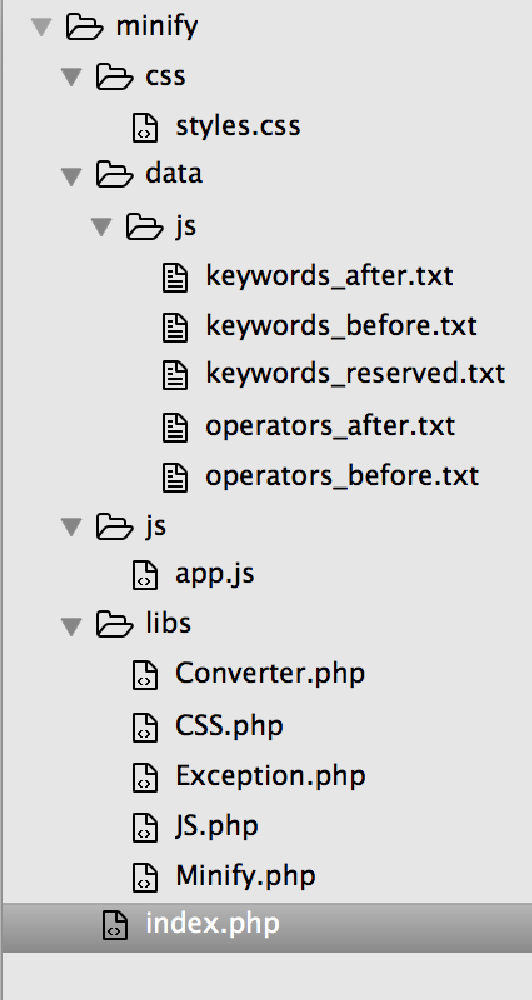 minify
css
styles.css
data
js
keywords_after.txt
keywords_before.txt
keywords_reserved.txt
operators_after.txt
operators_before.txt
js
app.js
libs
Converter.php
CSS.php
Exception.php
JS.php
Minify.php
index.php